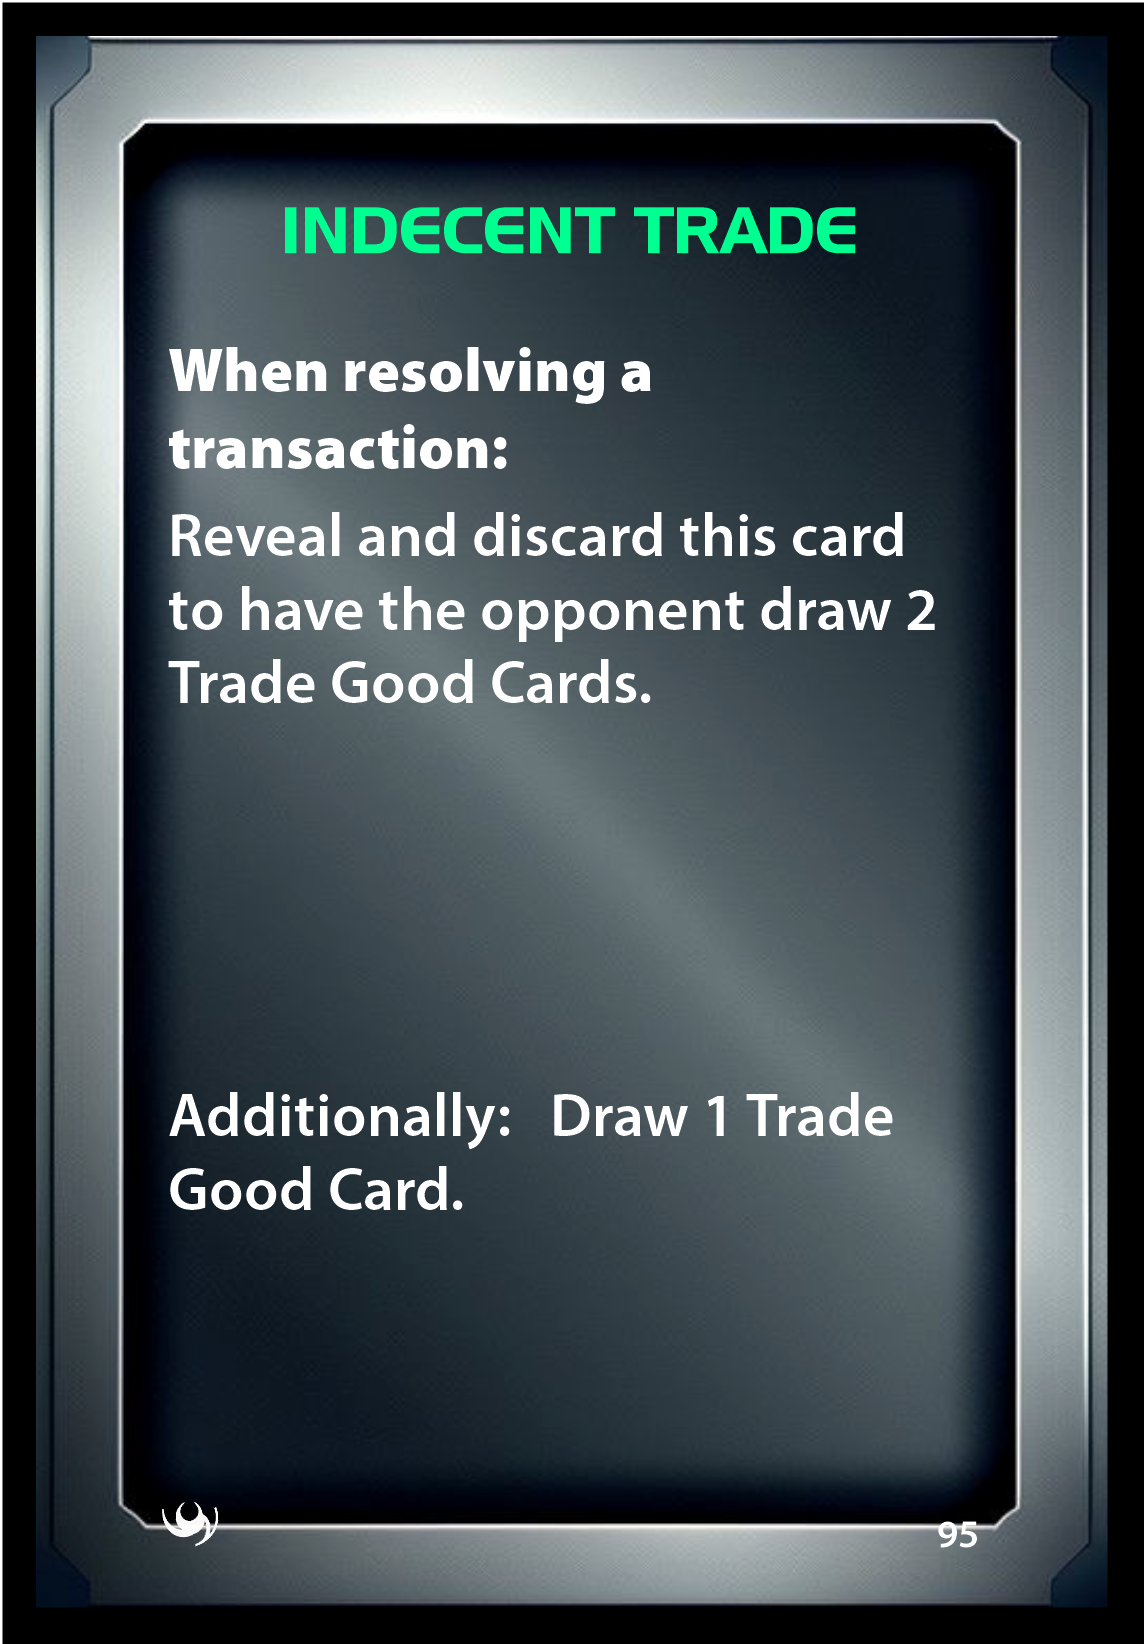 INDECENT TRADE
When resolving a
transaction:
Reveal and discard this card
to have the opponent draw 2
Trade Good Cards.
Additionally:   Draw 1 Trade
Good Card.
95